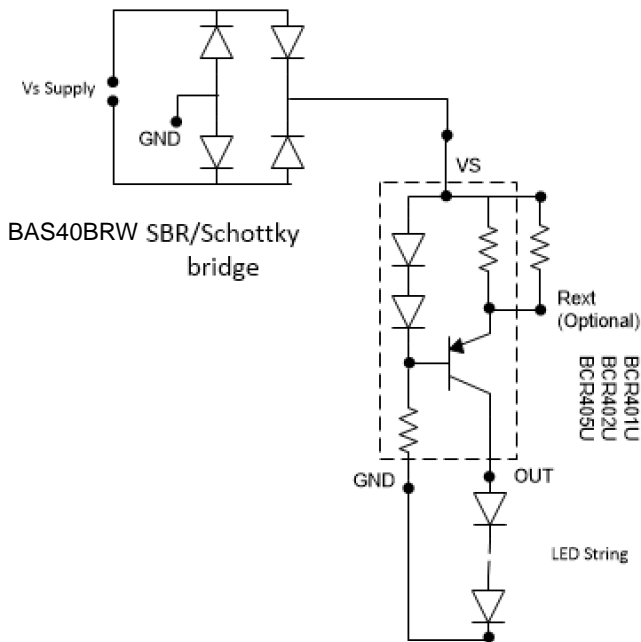 Vs Supply
GND
VS
BAS40BRW SBR/Schottky
bridge
Rext
(Optional)
BCR401U
BCR402U
BCR405U
GND
OUT
LED String